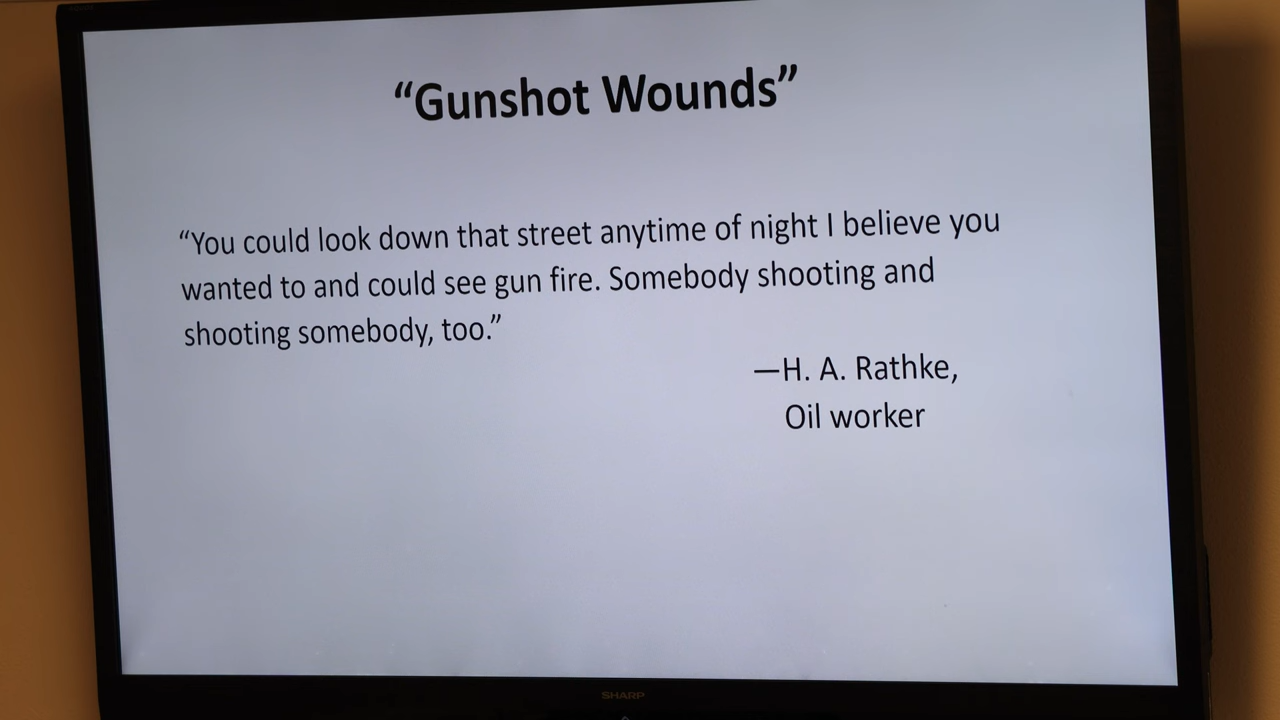 “Gunshot Wounds”
“You could look down that street anytime of night I believe you
wanted to and could see gun fire. Somebody shooting and
shooting somebody, too.”
—H. A. Rathke,
Oil worker
SHARP